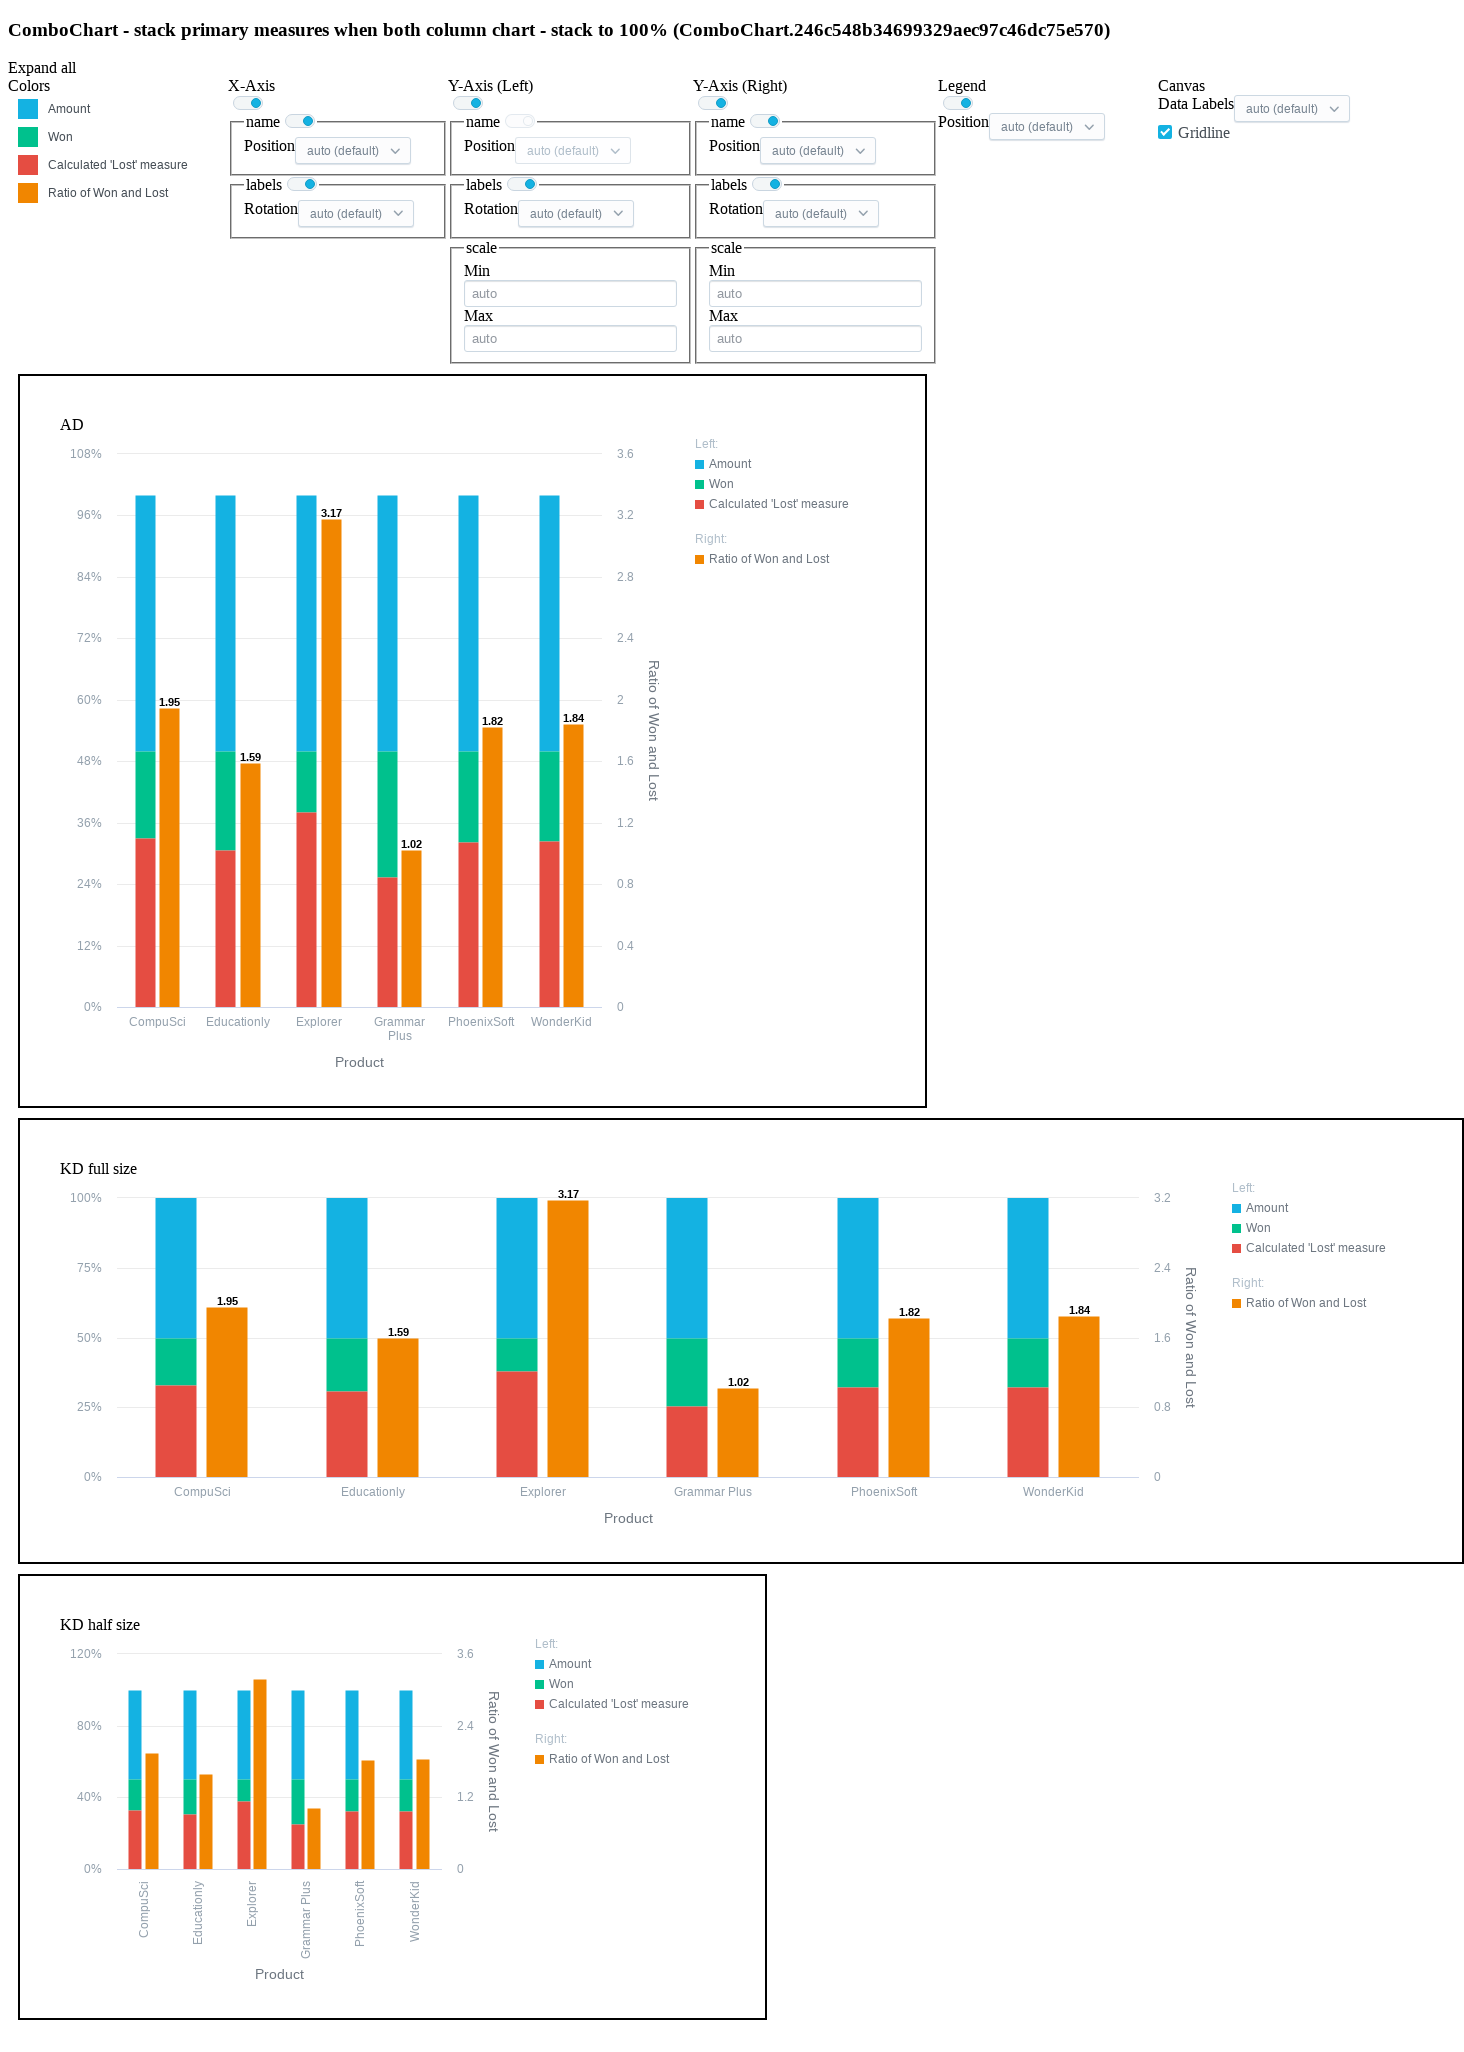 ComboChart - stack primary measures when both column chart - stack to 100% (ComboChart.246c548b34699329aec97c46dc75e570)
Expand all
Colors
Amount
Won
Calculated 'Lost' measure
Ratio of Won and Lost
X-Axis
name
Position auto (default)
labels
Rotation auto (default)
Y-Axis (Left)
name
Position auto (default)
labels
Rotation auto (default)
scale
Min
auto
Max
auto
Y-Axis (Right)
name
Position auto (default)
labels
Rotation auto (default)
scale
Min
auto
Max
auto
Legend
Position auto (default)
Canvas
Data Labels auto (default)
Gridline
AD
108%
96%
84%
72%
60%
48%
36%
24%
12%
0%
1.95
1.59
3.17
1.02
1.82
1.84
3.6
3.2
2.8
2.4
2
1.6
1.2
0.8
0.4
0
Ratio of Won and Lost
CompuSci
Educationly
Explorer
Grammar
Plus
PhoenixSoft
WonderKid
Product
Left:
Amount
Won
Calculated 'Lost' measure
Right:
Ratio of Won and Lost
KD full size
100%
75%
50%
25%
0%
1.95
1.59
3.17
1.02
1.82
1.84
3.2
2.4
1.6
0.8
0
Ratio of Won and Lost
CompuSci
Educationly
Explorer
Grammar Plus
PhoenixSoft
WonderKid
Product
Left:
Amount
Won
Calculated 'Lost' measure
Right:
Ratio of Won and Lost
KD half size
120%
80%
40%
0%
3.6
2.4
1.2
0
Ratio of Won and Lost
CompuSci
Educationly
Explorer
Grammar Plus
PhoenixSoft
WonderKid
Product
Left:
Amount
Won
Calculated 'Lost' measure
Right:
Ratio of Won and Lost